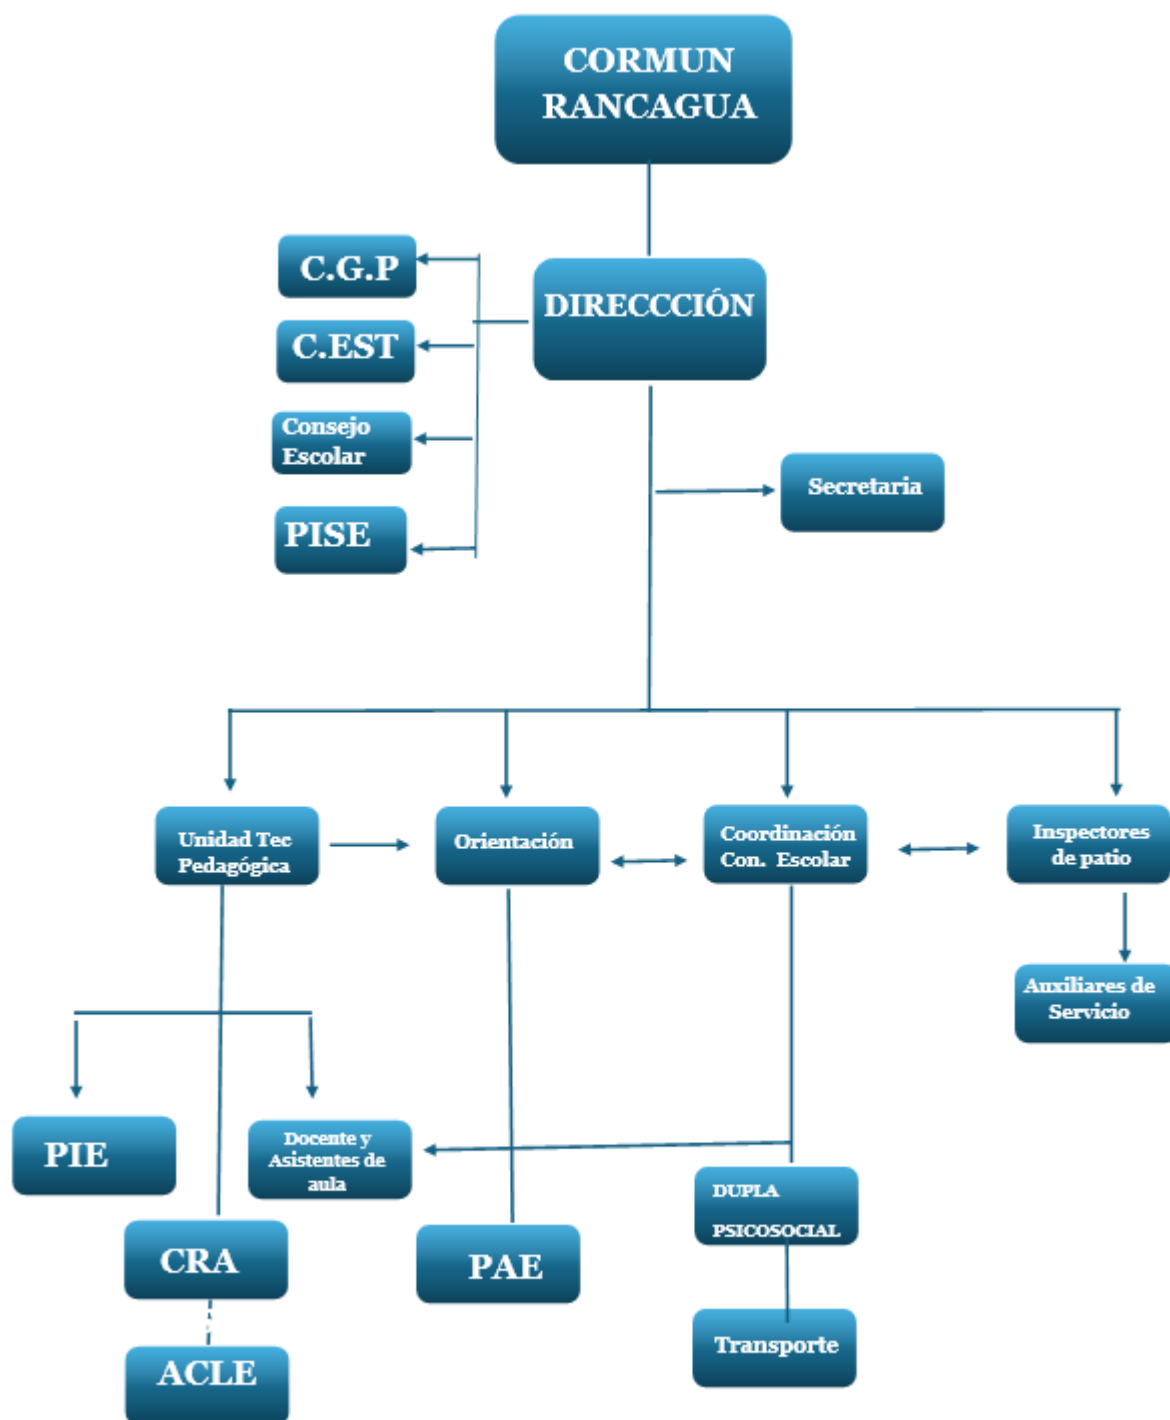 CORMUN
RANCAGUA
C.G.P
DIRECCCIÓN
C.EST
Consejo
Escolar
Secretaria
PISE
Unidad Tec
Pedagógica
Orientación
Coordinación
Con. Escolar
Inspectores
de patio
Auxiliares de
Servicio
PIE
Docente y
Asistentes de
aula
DUPLA
PSICOSOCIAL
CRA
PAE
Transporte
ACLE